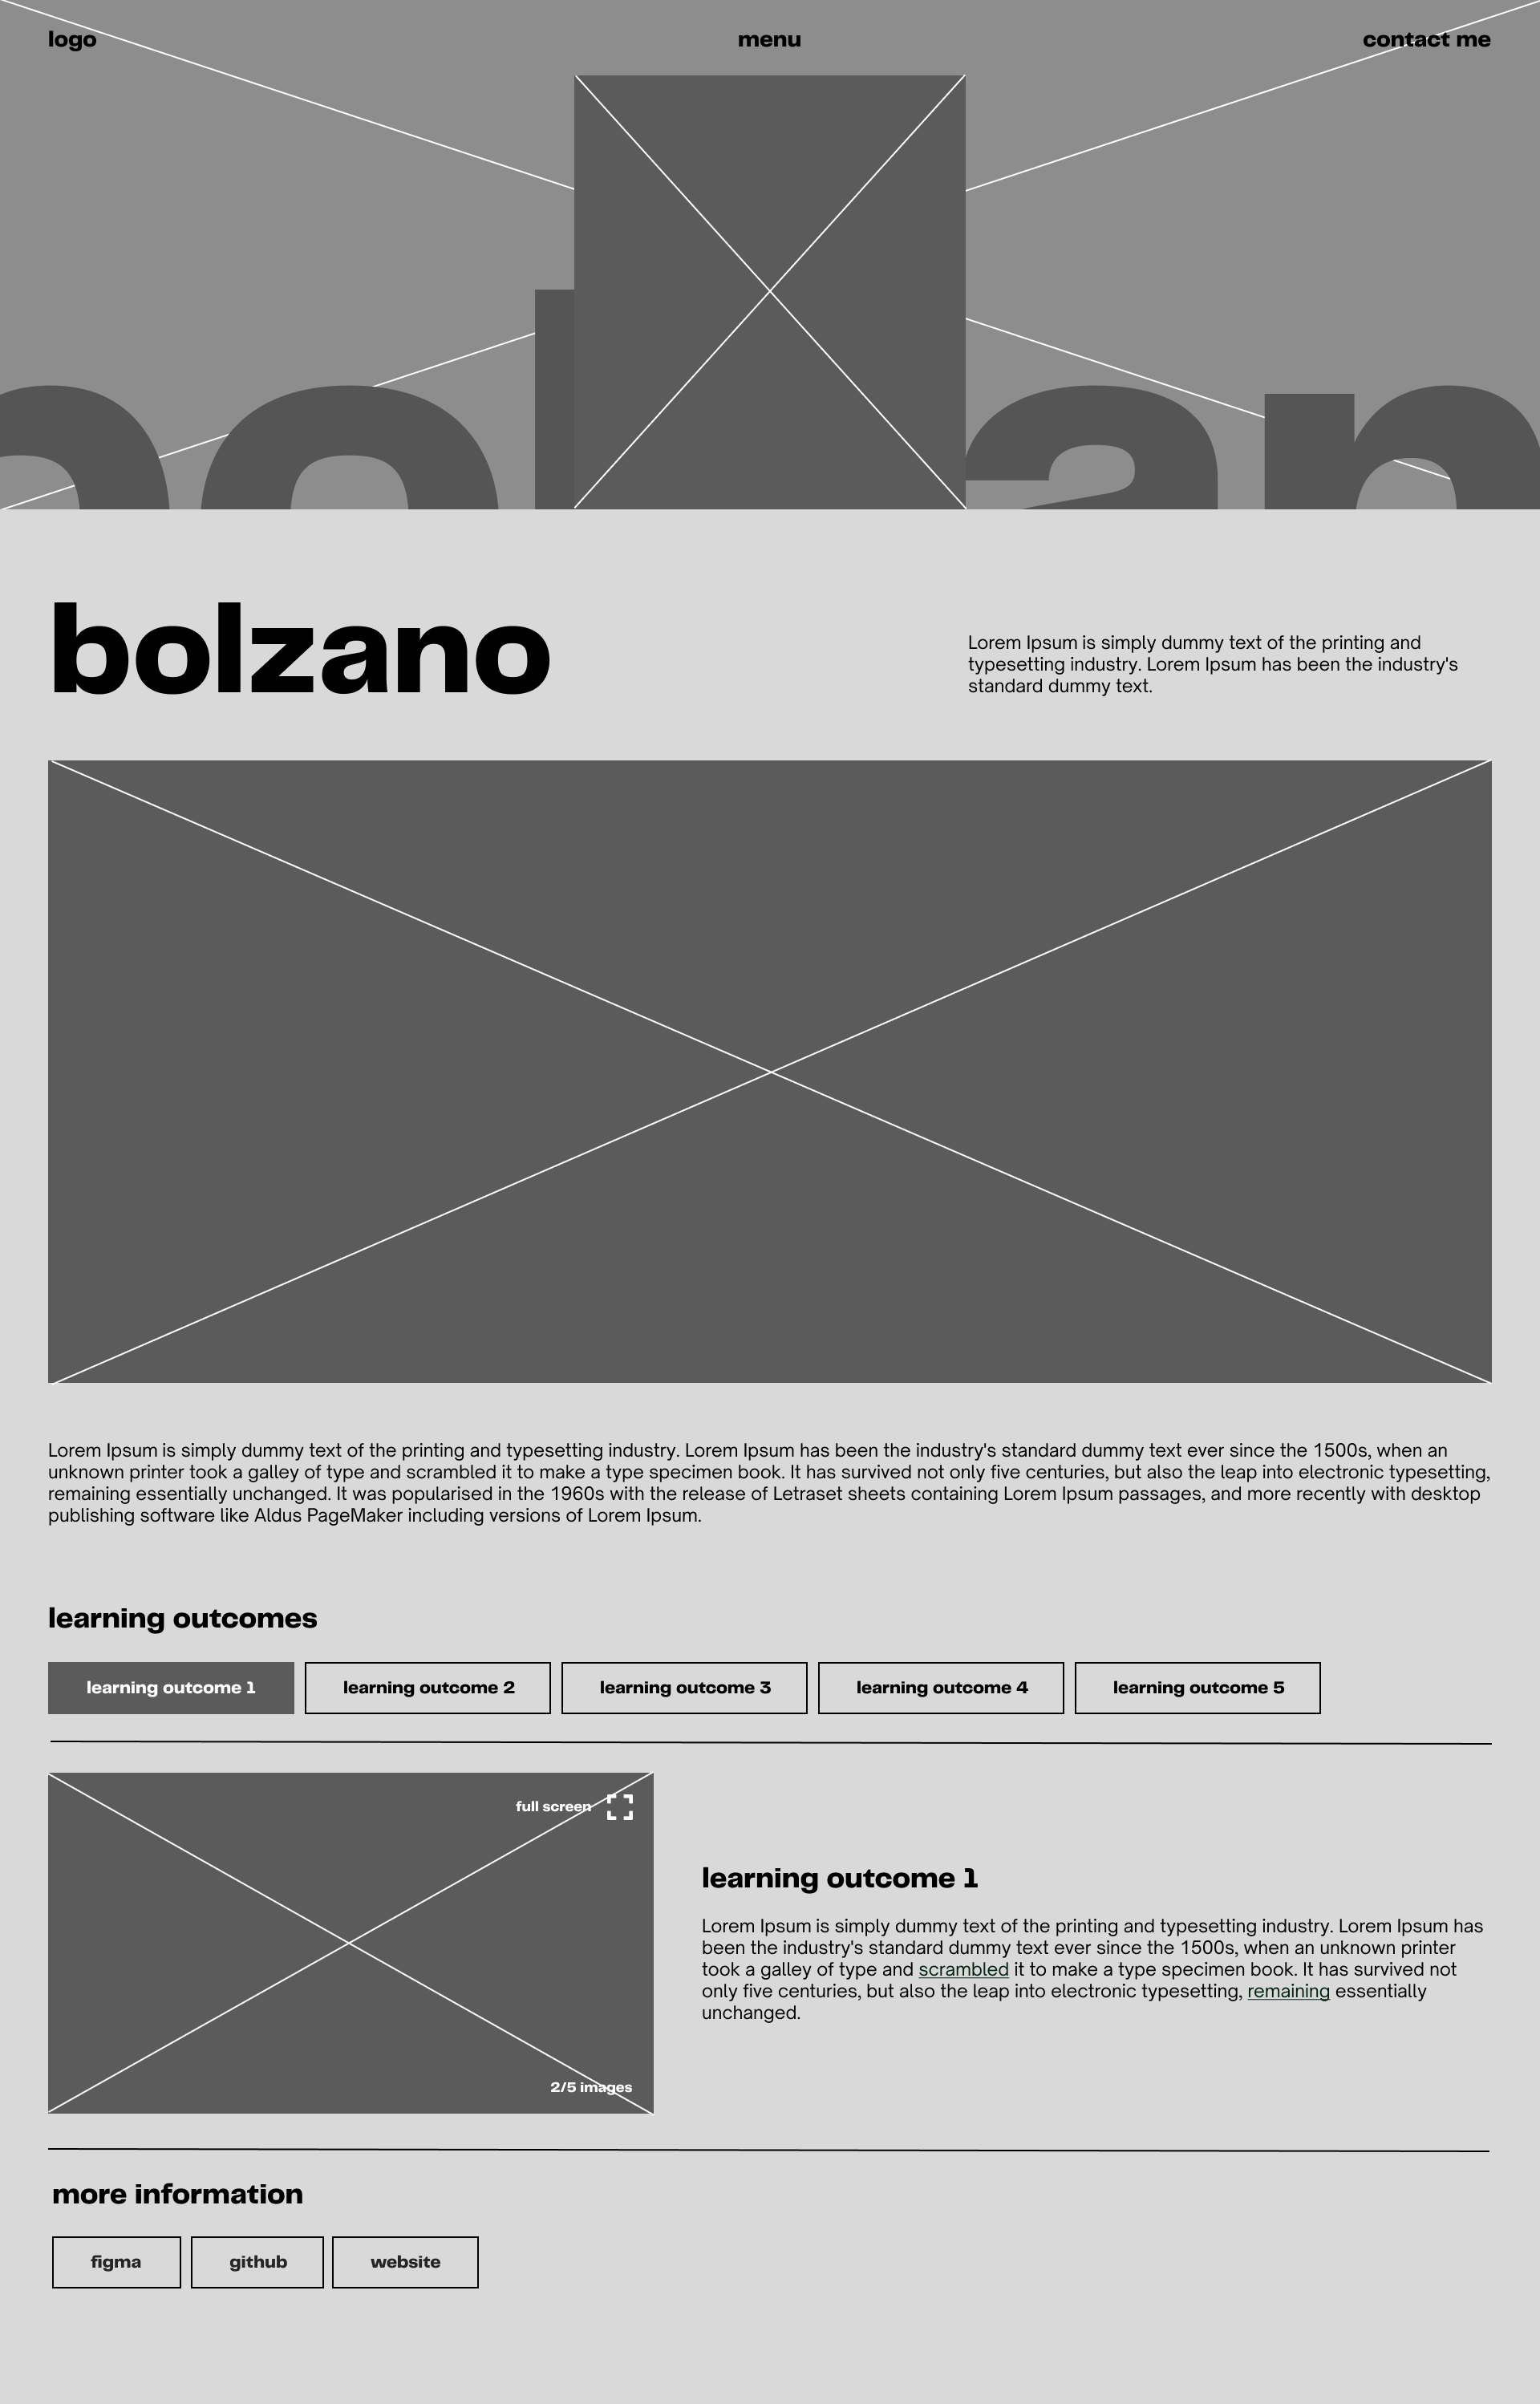 logo
menu
contact me
bolzano
Lorem Ipsum is simply dummy text of the printing and
typesetting industry. Lorem Ipsum has been the industry's
standard dummy text.
Lorem Ipsum is simply dummy text of the printing and typesetting industry. Lorem Ipsum has been the industry's standard dummy text ever since the 1500s, when an
unknown printer took a galley of type and scrambled it to make a type specimen book. It has survived not only five centuries, but also the leap into electronic typesetting,
remaining essentially unchanged. It was popularised in the 1960s with the release of Letraset sheets containing Lorem Ipsum passages, and more recently with desktop
publishing software like Aldus PageMaker including versions of Lorem Ipsum.
learning outcomes
learning outcome 1
learning outcome 2
learning outcome 3
learning outcome 4
learning outcome 5
full screen
2/5 images
learning outcome 1
Lorem Ipsum is simply dummy text of the printing and typesetting industry. Lorem Ipsum has
been the industry's standard dummy text ever since the 1500s, when an unknown printer
took a galley of type and scrambled it to make a type specimen book. It has survived not
only five centuries, but also the leap into electronic typesetting, remaining essentially
unchanged.
more information
figma
github
website